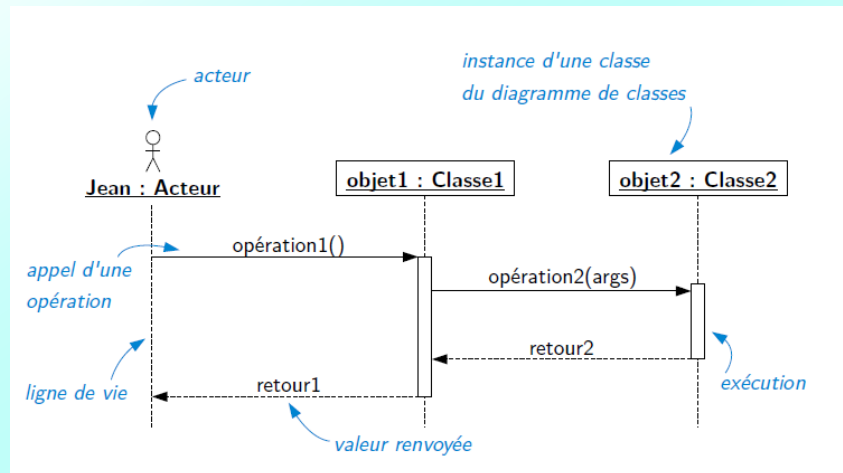 acteur
instance d'une classe
du diagramme de classes
Jean : Acteur
objet1 : Classe1
objet2 : Classe2
opération1()
appel d'une
opération
opération2(args)
retour2
exécution
ligne de vie
retour1
valeur renvoyée